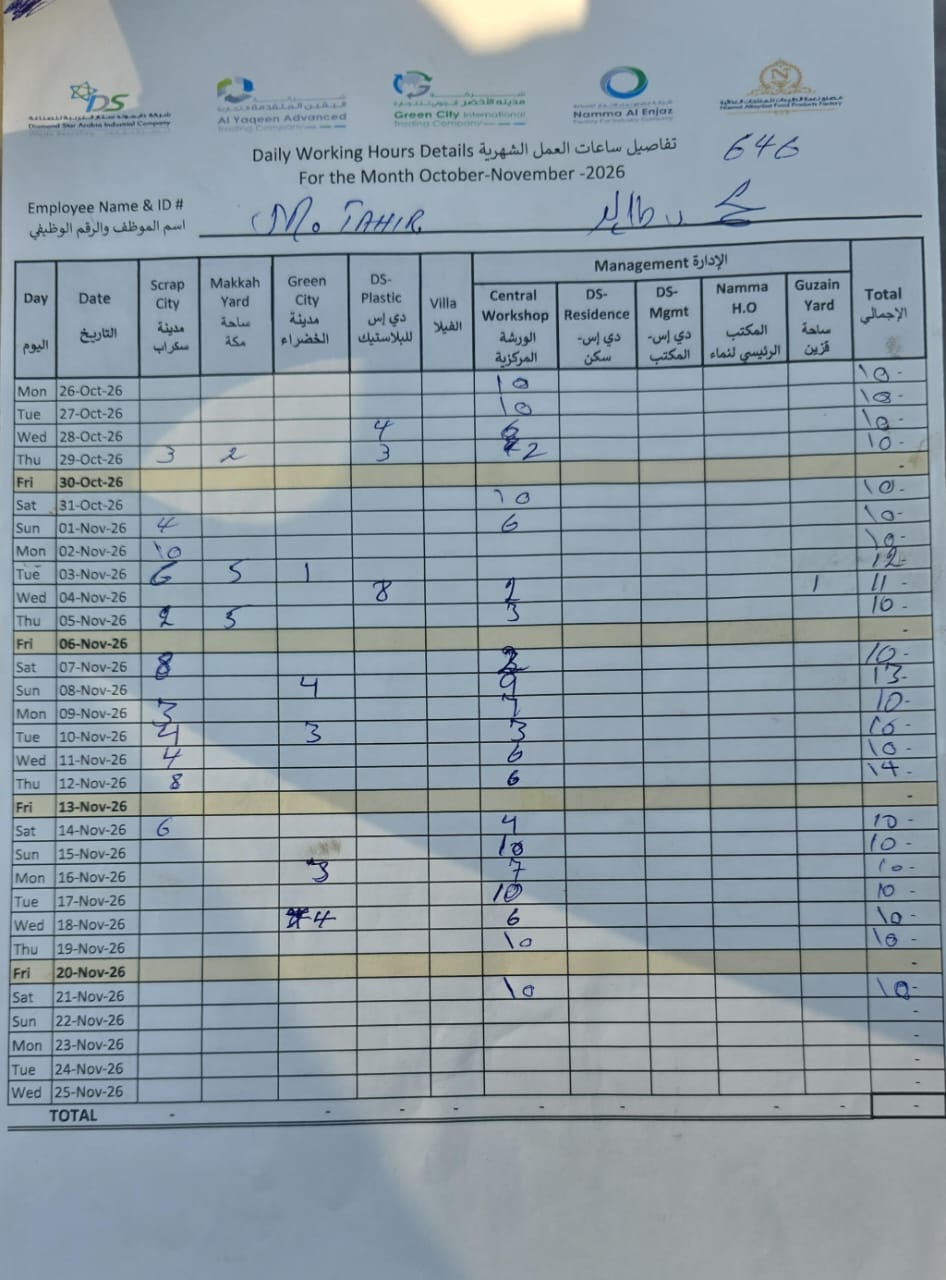 DS
Diamond Star Arabia Industrial Company
Al Yaqeen Advanced
Trading Company
Green City International
Trading Company
Namma Al Enjaz
Factory For Industry Company
N
Daily Working Hours Details تفاصيل ساعات العمل الشهرية 646
For the Month October-November -2026
Employee Name & ID #
اسم الموظف والرقم الوظيفي
Mo TAHIR
Management الإدارة
Day اليوم Date التاريخ Scrap City مدينة سكراب Makkah Yard ساحة مكة Green City مدينة الخضراء DS-Plastic دي إس للبلاستيك Villa الفيلا Central Workshop الورشة المركزية DS-Residence دي إس- سكن DS-Mgmt دي إس- المكتب Namma H.O المكتب الرئيسي لنماء Guzain Yard ساحة قزين Total الإجمالي
Mon 26-Oct-26 10 10-
Tue 27-Oct-26 10 10-
Wed 28-Oct-26 4 6 10-
Thu 29-Oct-26 3 2 3 2 10-
Fri 30-Oct-26 -
Sat 31-Oct-26 10 10-
Sun 01-Nov-26 4 6 10-
Mon 02-Nov-26 10 10-
Tue 03-Nov-26 6 5 1 12-
Wed 04-Nov-26 8 2 1 11-
Thu 05-Nov-26 2 5 3 10-
Fri 06-Nov-26 -
Sat 07-Nov-26 8 2 10-
Sun 08-Nov-26 4 9 13-
Mon 09-Nov-26 3 7 10-
Tue 10-Nov-26 4 3 3 10-
Wed 11-Nov-26 4 6 10-
Thu 12-Nov-26 8 6 14-
Fri 13-Nov-26 -
Sat 14-Nov-26 6 4 10-
Sun 15-Nov-26 10 10-
Mon 16-Nov-26 3 7 10-
Tue 17-Nov-26 10 10-
Wed 18-Nov-26 4 6 10-
Thu 19-Nov-26 10 10-
Fri 20-Nov-26 -
Sat 21-Nov-26 10 10-
Sun 22-Nov-26 -
Mon 23-Nov-26 -
Tue 24-Nov-26 -
Wed 25-Nov-26 -
TOTAL - - - - - - - - -